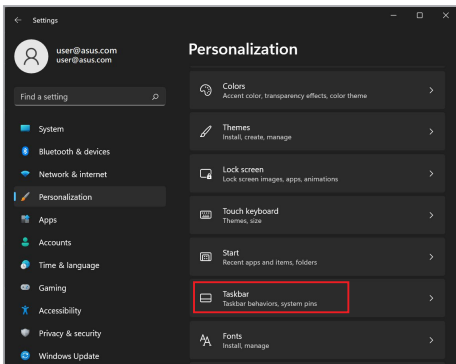 Settings
user@asus.com
user@asus.com
Find a setting
System
Bluetooth & devices
Network & internet
Personalization
Apps
Accounts
Time & language
Gaming
Accessibility
Privacy & security
Windows Update
Personalization
Colors
Accent color, transparency effects, color theme
Themes
Install, create, manage
Lock screen
Lock screen images, apps, animations
Touch keyboard
Themes, size
Start
Recent apps and items, folders
Taskbar
Taskbar behaviors, system pins
Fonts
Install, manage